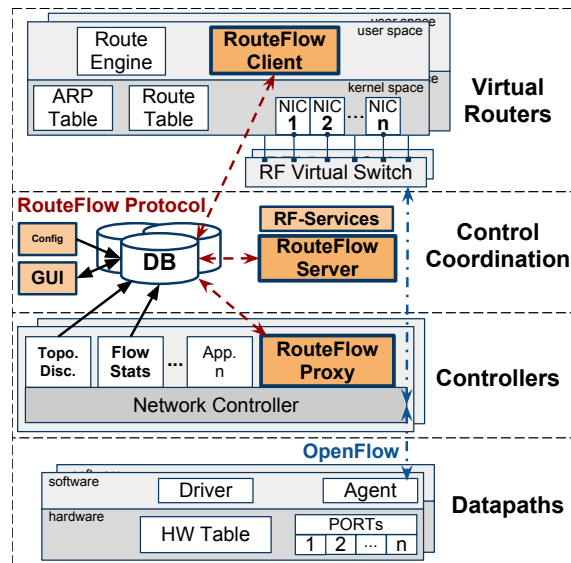 user space
user space
Route
Engine
RouteFlow
Client
kernel space
ARP
Table
Route
Table
NIC
1
NIC
2
...
NIC
n
Virtual
Routers
RF Virtual Switch
RouteFlow Protocol
Config
GUI
DB
RF-Services
RouteFlow
Server
Control
Coordination
Topo.
Disc.
Flow
Stats
...
App.
n
RouteFlow
Proxy
Network Controller
Controllers
OpenFlow
software
Driver
Agent
hardware
HW Table
PORTs
1 2 ... n
Datapaths